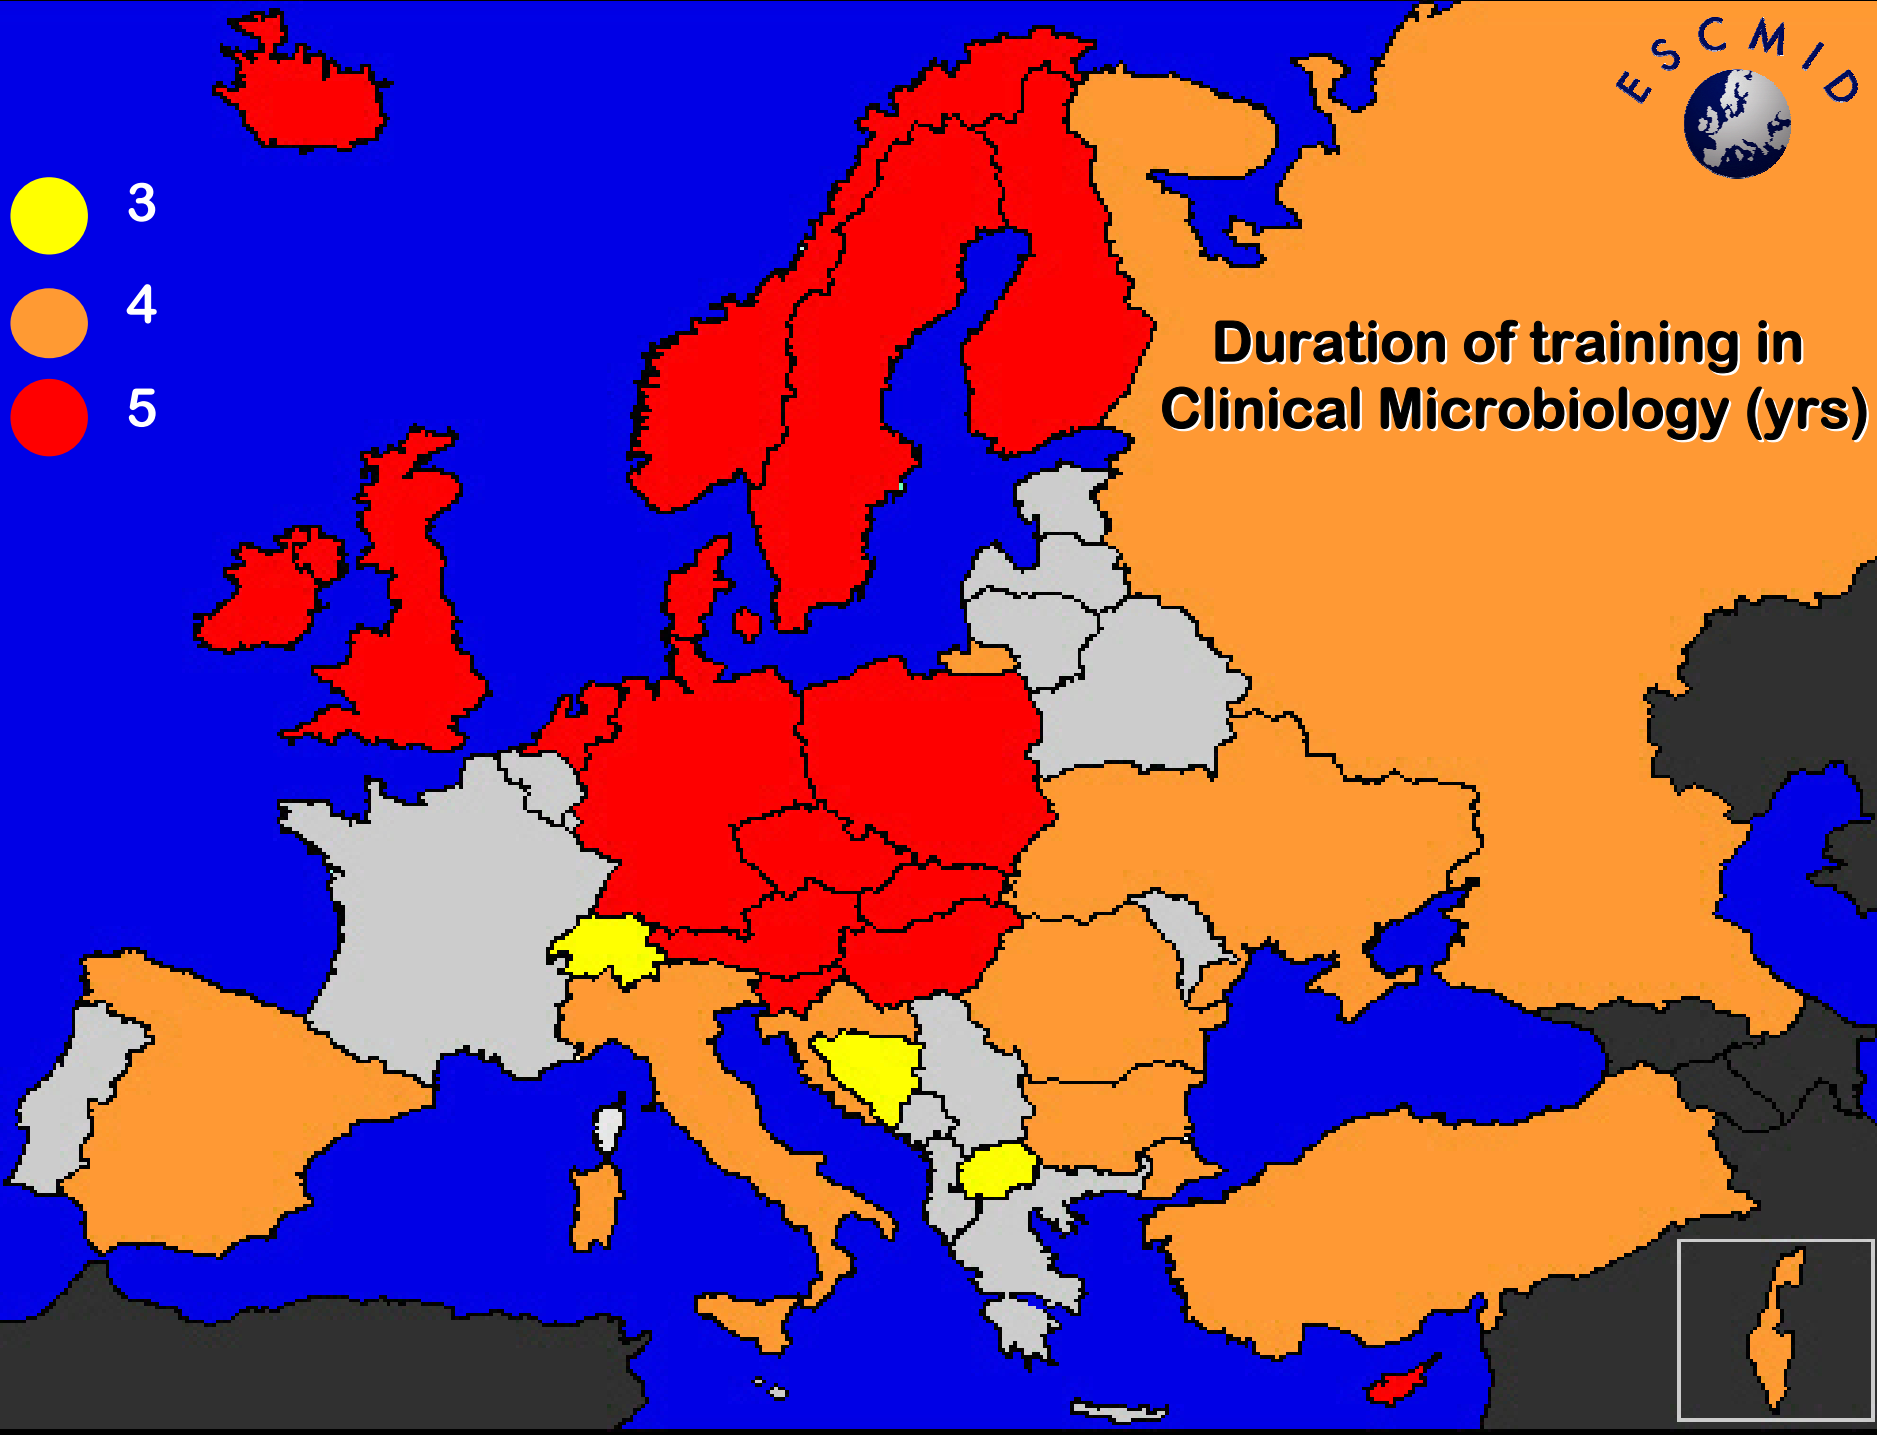 ESCMID
3
4
5
Duration of training in
Clinical Microbiology (yrs)